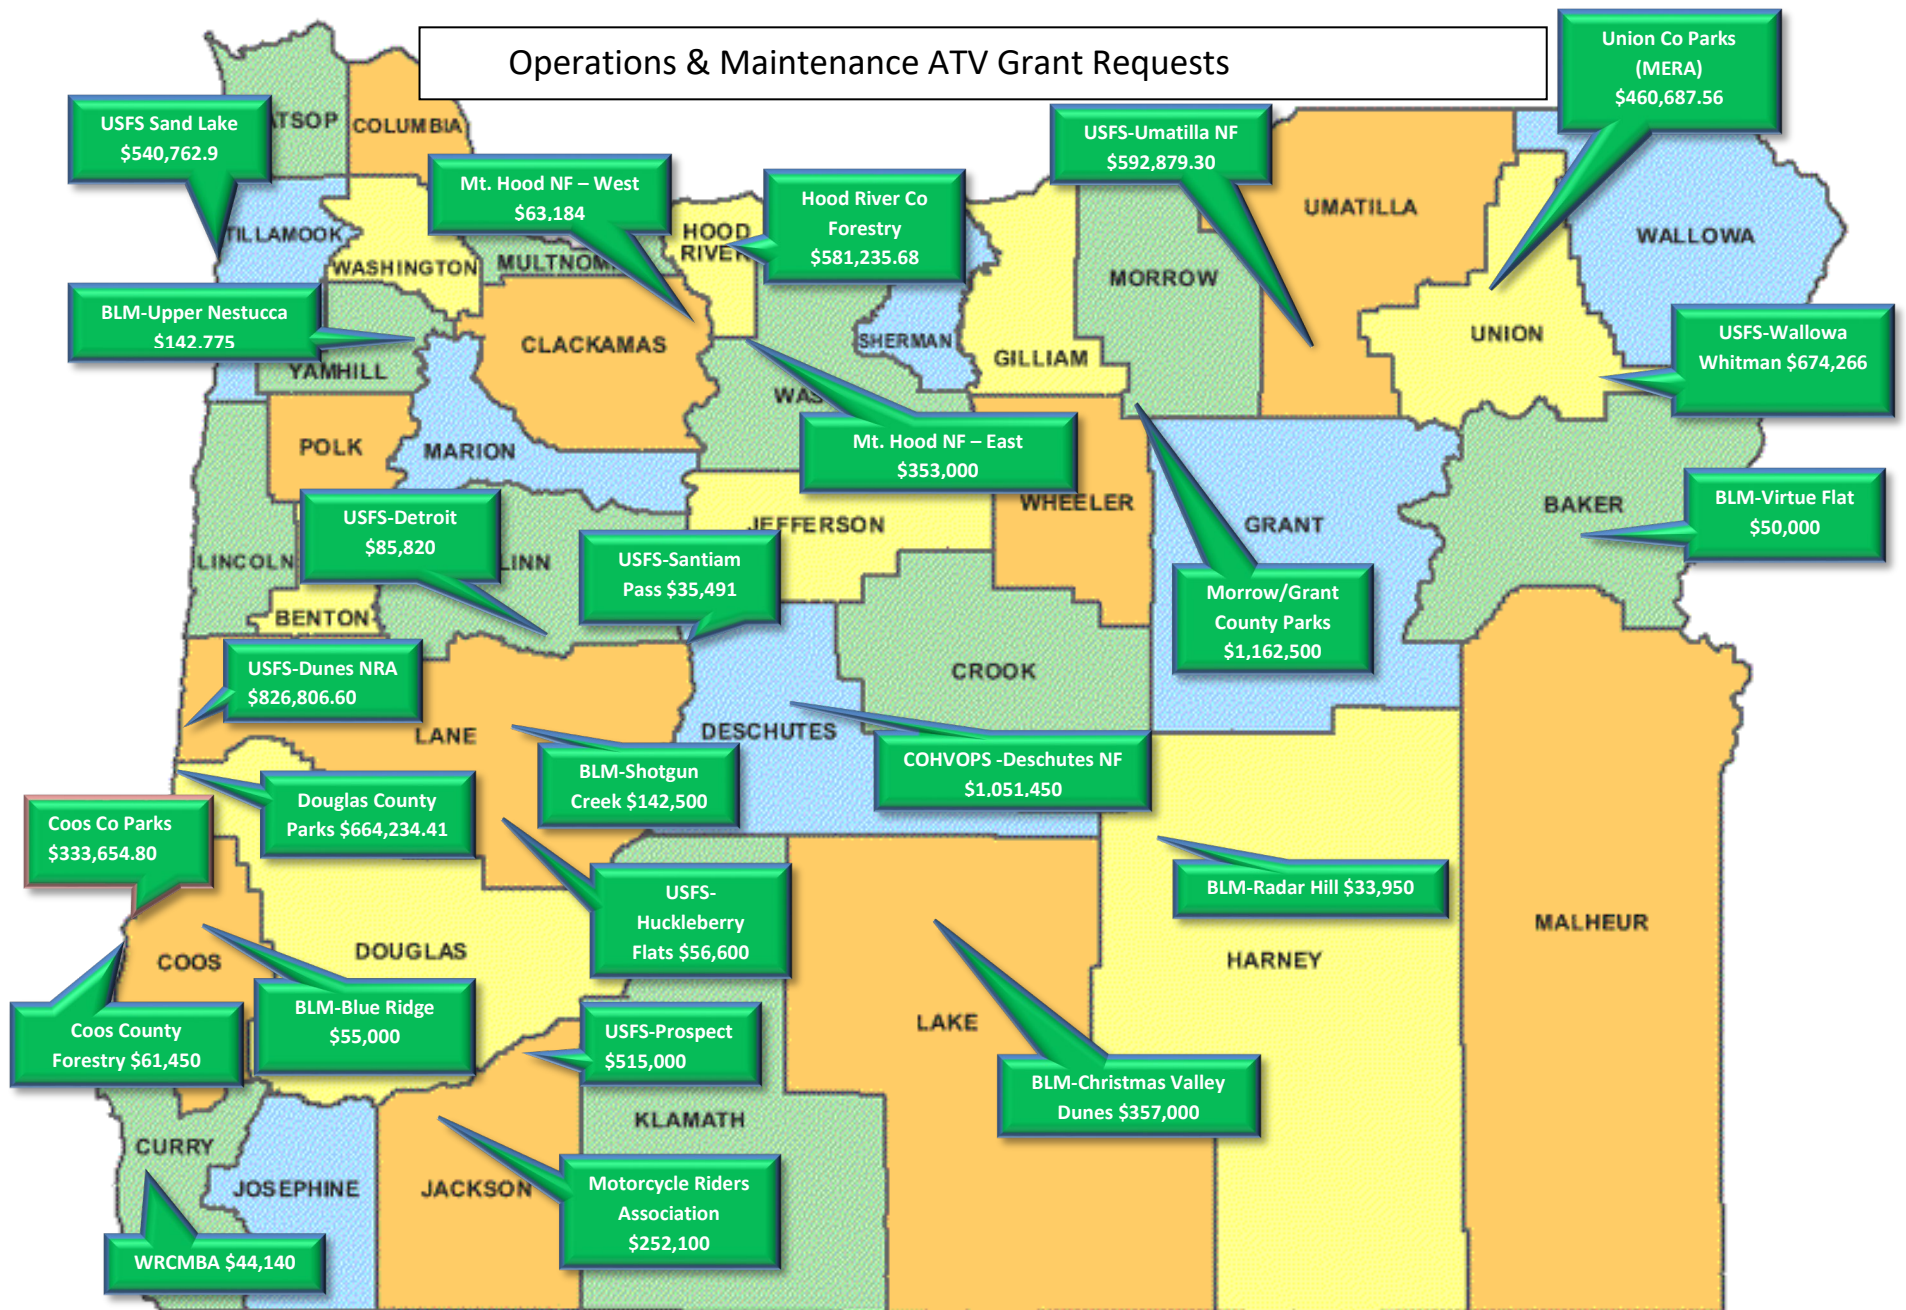 Operations & Maintenance ATV Grant Requests
Union Co Parks
(MERA)
$460,687.56
USFS Sand Lake
$540,762.9
ATSOP
COLUMBIA
USFS-Umatilla NF
$592,879.30
Mt. Hood NF – West
$63,184
Hood River Co
Forestry
$581,235.68
UMATILLA
WALLOWA
TILLAMOOK
WASHINGTON
MULTNOM
HOOD
RIVER
MORROW
BLM-Upper Nestucca
$142,775
CLACKAMAS
SHERMAN
GILLIAM
UNION
USFS-Wallowa
Whitman $674,266
YAMHILL
WAS
POLK
MARION
Mt. Hood NF – East
$353,000
WHEELER
JEFFERSON
GRANT
BAKER
BLM-Virtue Flat
$50,000
USFS-Detroit
$85,820
LINCOLN
LINN
USFS-Santiam
Pass $35,491
BENTON
Morrow/Grant
County Parks
$1,162,500
USFS-Dunes NRA
$826,806.60
CROOK
LANE
DESCHUTES
COHVOPS -Deschutes NF
$1,051,450
BLM-Shotgun
Creek $142,500
Douglas County
Parks $664,234.41
Coos Co Parks
$333,654.80
USFS-
Huckleberry
Flats $56,600
BLM-Radar Hill $33,950
MALHEUR
COOS
DOUGLAS
HARNEY
BLM-Blue Ridge
$55,000
Coos County
Forestry $61,450
USFS-Prospect
$515,000
LAKE
BLM-Christmas Valley
Dunes $357,000
KLAMATH
CURRY
JOSEPHINE
JACKSON
Motorcycle Riders
Association
$252,100
WRCMBA $44,140